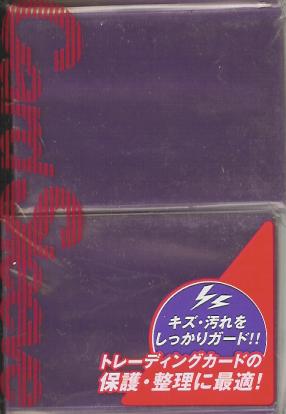 Card Sleeve
キズ・汚れを
しっかりガード!!
トレーディングカードの
保護・整理に最適!